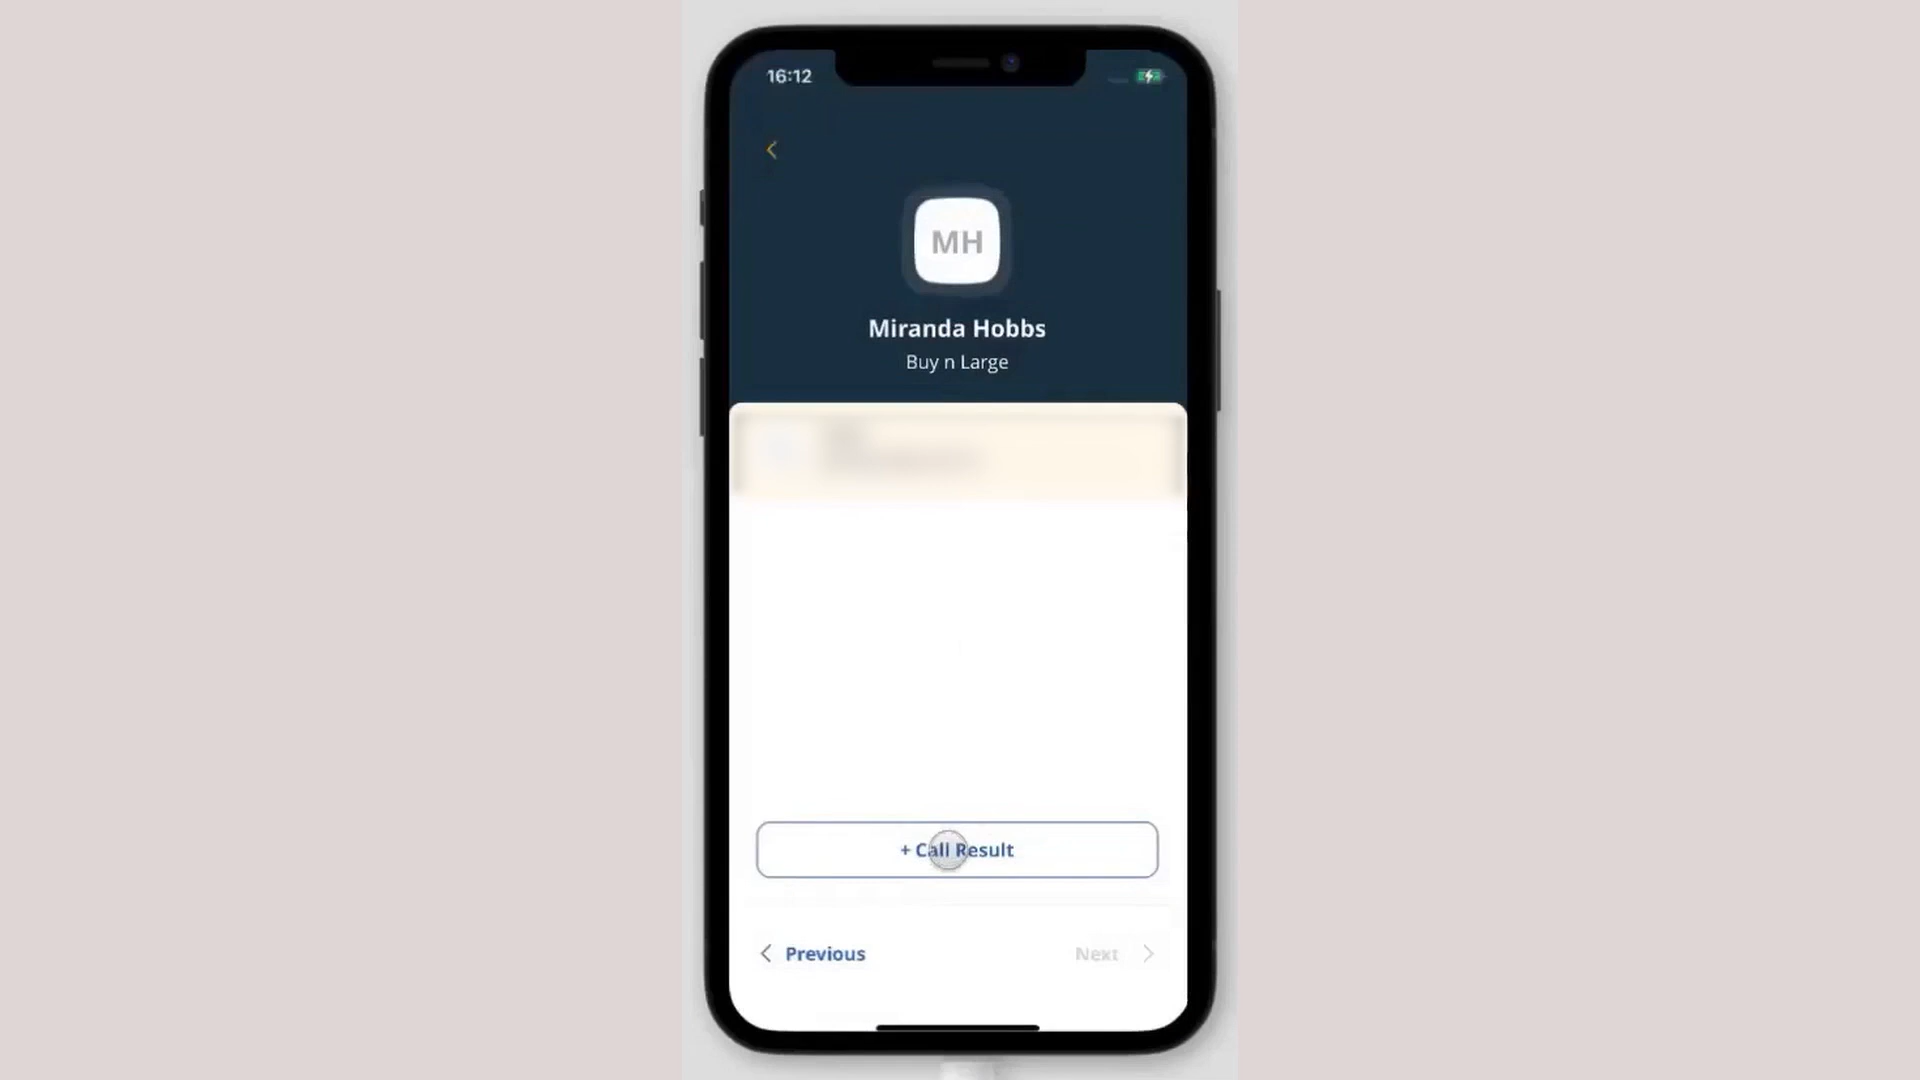 16:12
MH
Miranda Hobbs
Buy n Large
+ Call Result
Previous
Next